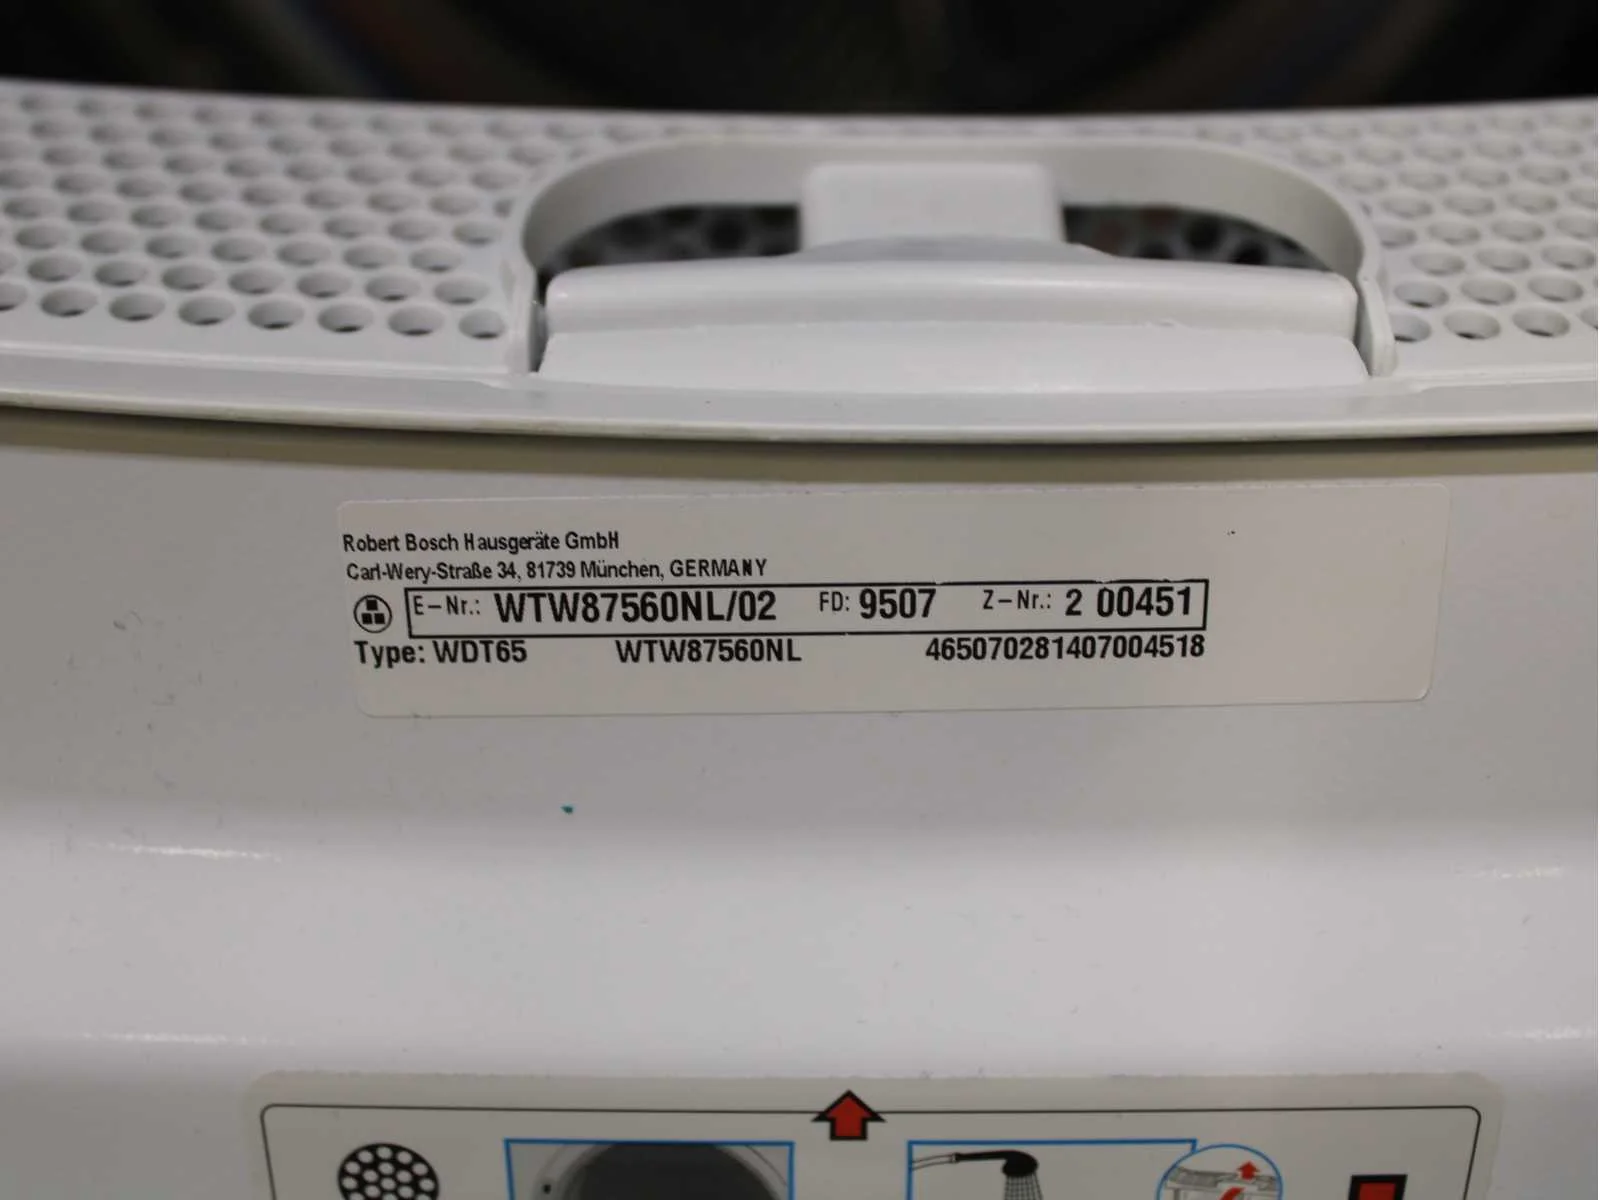 Robert Bosch Hausgeräte GmbH
Carl-Wery-Straße 34, 81739 München, GERMANY
E-Nr.: WTW87560NL/02 FD: 9507 Z-Nr.: 2 00451
Type: WDT65 WTW87560NL 465070281407004518